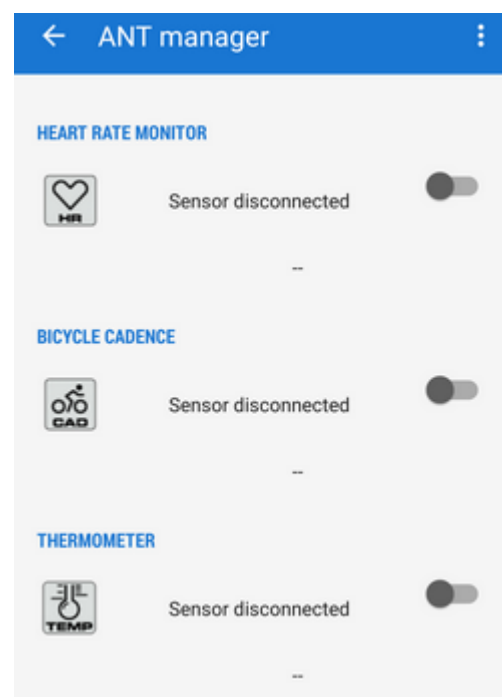 ANT manager
HEART RATE MONITOR
HR
Sensor disconnected
--
BICYCLE CADENCE
CAD
Sensor disconnected
--
THERMOMETER
TEMP
Sensor disconnected
--